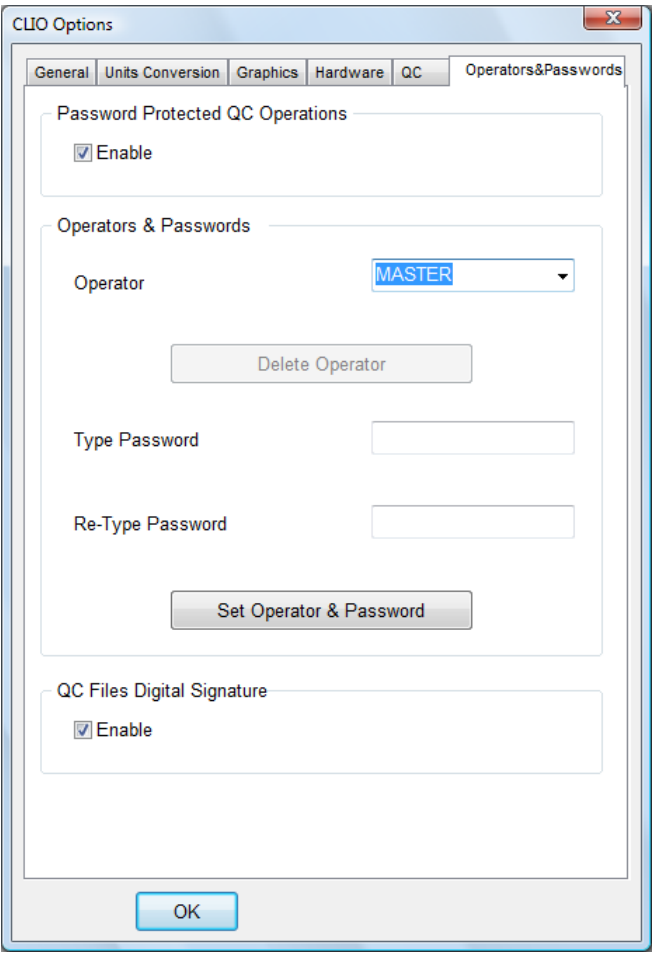 CLIO Options
General Units Conversion Graphics Hardware QC Operators&Passwords
Password Protected QC Operations
Enable
Operators & Passwords
Operator MASTER
Delete Operator
Type Password
Re-Type Password
Set Operator & Password
QC Files Digital Signature
Enable
OK